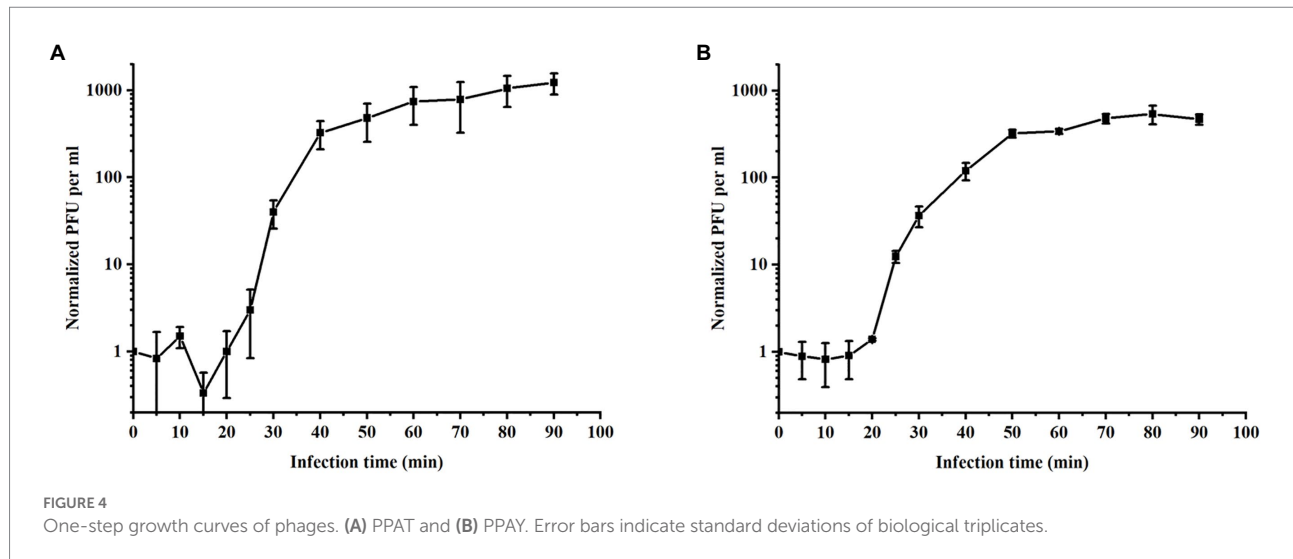 A
Normalized PFU per ml
1000
100
10
1
0 10 20 30 40 50 60 70 80 90 100
Infection time (min)
B
Normalized PFU per ml
1000
100
10
1
0 10 20 30 40 50 60 70 80 90 100
Infection time (min)
FIGURE 4
One-step growth curves of phages. (A) PPAT and (B) PPAY. Error bars indicate standard deviations of biological triplicates.